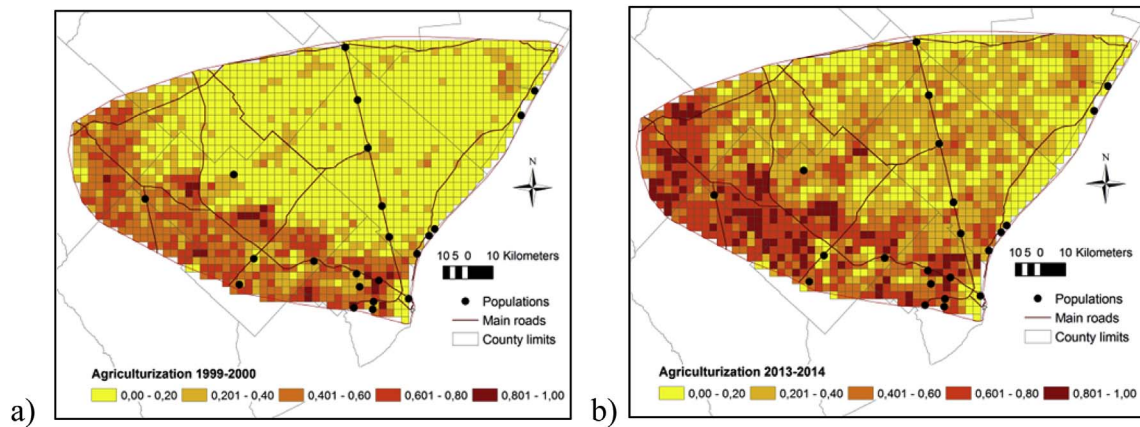 N
10 5 0 10 Kilometers
Populations
Main roads
County limits
Agriculturization 1999-2000
0,00 - 0,20 0,201 - 0,40 0,401 - 0,60 0,601 - 0,80 0,801 - 1,00
a)
N
10 5 0 10 Kilometers
Populations
Main roads
County limits
Agriculturization 2013-2014
0,00 - 0,20 0,201 - 0,40 0,401 - 0,60 0,601 - 0,80 0,801 - 1,00
b)